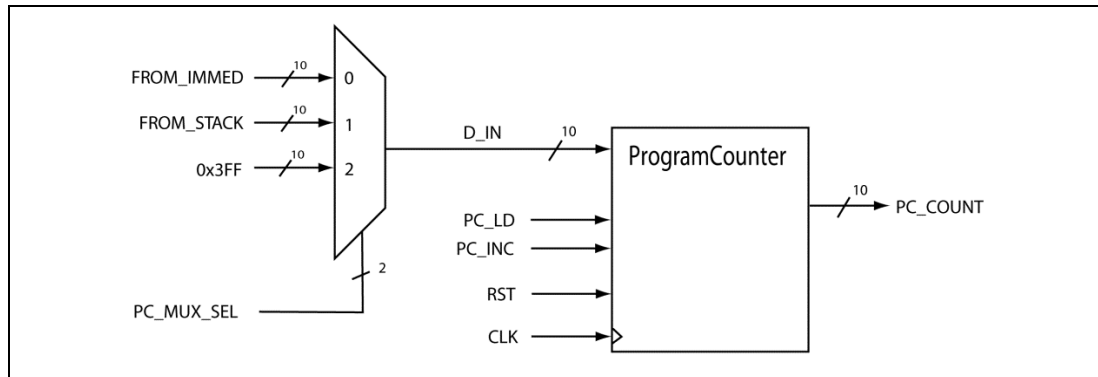 FROM_IMMED
10
0
FROM_STACK
10
1
0x3FF
10
2
D_IN
10
ProgramCounter
10
PC_COUNT
PC_LD
PC_INC
RST
CLK
2
PC_MUX_SEL